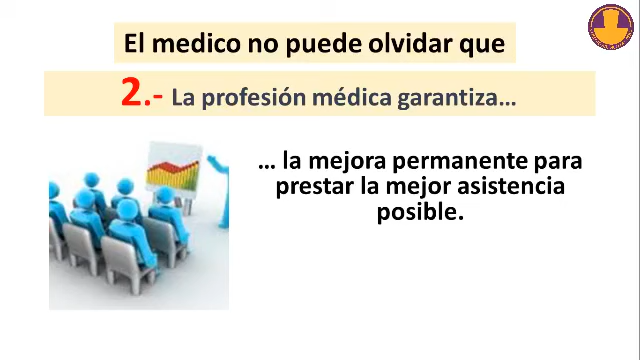 El medico no puede olvidar que
2.- La profesión médica garantiza…
… la mejora permanente para
prestar la mejor asistencia
posible.